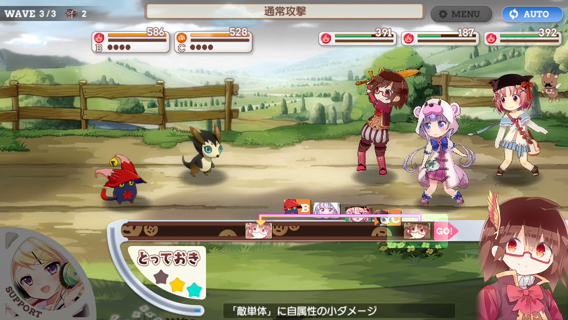 WAVE 3/3 2
通常攻撃
MENU
AUTO
586
B
528
C
391
187
392
B
C
GO!
とっておき
SUPPORT
「敵単体」に自属性の小ダメージ